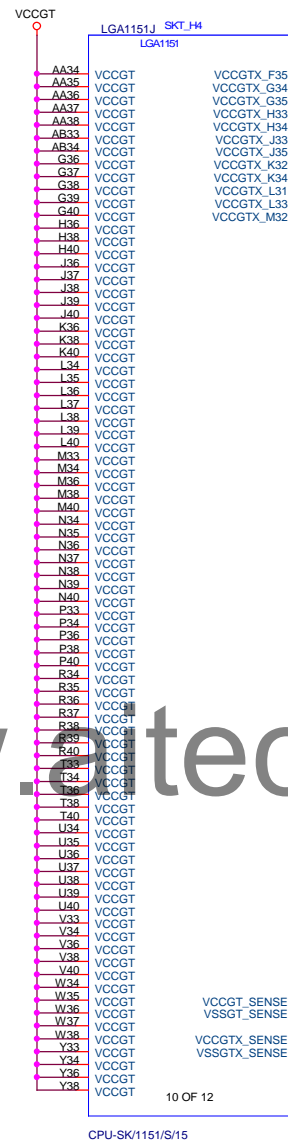 VCCGT
LGA1151J SKT_H4
LGA1151
AA34 VCCGT VCCGTX_F35
AA35 VCCGT VCCGTX_G34
AA36 VCCGT VCCGTX_G35
AA37 VCCGT VCCGTX_H33
AA38 VCCGT VCCGTX_H34
AB33 VCCGT VCCGTX_J33
AB34 VCCGT VCCGTX_J35
G36 VCCGT VCCGTX_K32
G37 VCCGT VCCGTX_K34
G38 VCCGT VCCGTX_L31
G39 VCCGT VCCGTX_L33
G40 VCCGT VCCGTX_M32
H36 VCCGT
H38 VCCGT
H40 VCCGT
J36 VCCGT
J37 VCCGT
J38 VCCGT
J39 VCCGT
J40 VCCGT
K36 VCCGT
K38 VCCGT
K40 VCCGT
L34 VCCGT
L35 VCCGT
L36 VCCGT
L37 VCCGT
L38 VCCGT
L39 VCCGT
L40 VCCGT
M33 VCCGT
M34 VCCGT
M36 VCCGT
M38 VCCGT
M40 VCCGT
N34 VCCGT
N35 VCCGT
N36 VCCGT
N37 VCCGT
N38 VCCGT
N39 VCCGT
N40 VCCGT
P33 VCCGT
P34 VCCGT
P36 VCCGT
P38 VCCGT
P40 VCCGT
R34 VCCGT
R35 VCCGT
R36 VCCGT
R37 VCCGT
R38 VCCGT
R39 VCCGT
R40 VCCGT
T33 VCCGT
T34 VCCGT
T36 VCCGT
T38 VCCGT
T40 VCCGT
U34 VCCGT
U35 VCCGT
U36 VCCGT
U37 VCCGT
U38 VCCGT
U39 VCCGT
U40 VCCGT
V33 VCCGT
V34 VCCGT
V36 VCCGT
V38 VCCGT
V40 VCCGT
W34 VCCGT
W35 VCCGT VCCGT_SENSE
W36 VCCGT VSSGT_SENSE
W37 VCCGT
W38 VCCGT VCCGTX_SENSE
Y33 VCCGT VSSGTX_SENSE
Y34 VCCGT
Y36 VCCGT
Y38 VCCGT
10 OF 12
CPU-SK/1151/S/15
.aitec